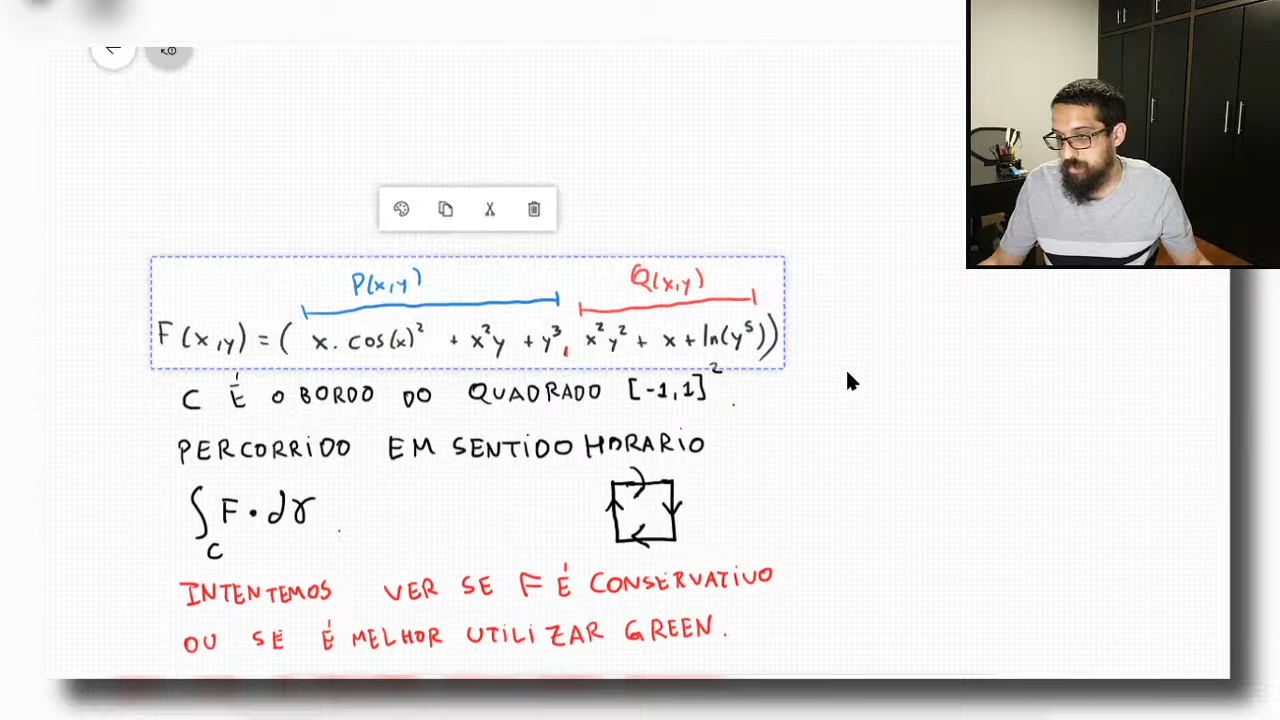 P(x,y) Q(x,y)
F(x,y) = ( x. cos(x)² + x²y + y³, x²y² + x + ln(y⁵))
C É O BORDO DO QUADRADO [-1,1]².
PERCORRIDO EM SENTIDO HORARIO
∫_C F • dγ
INTENTEMOS VER SE F É CONSERVATIVO
OU SE É MELHOR UTILIZAR GREEN.